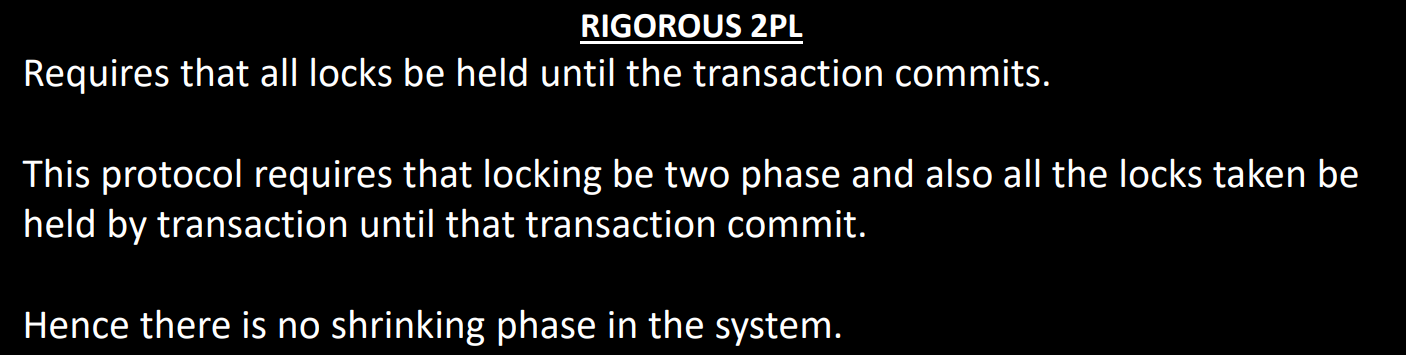 RIGOROUS 2PL
Requires that all locks be held until the transaction commits.
This protocol requires that locking be two phase and also all the locks taken be
held by transaction until that transaction commit.
Hence there is no shrinking phase in the system.